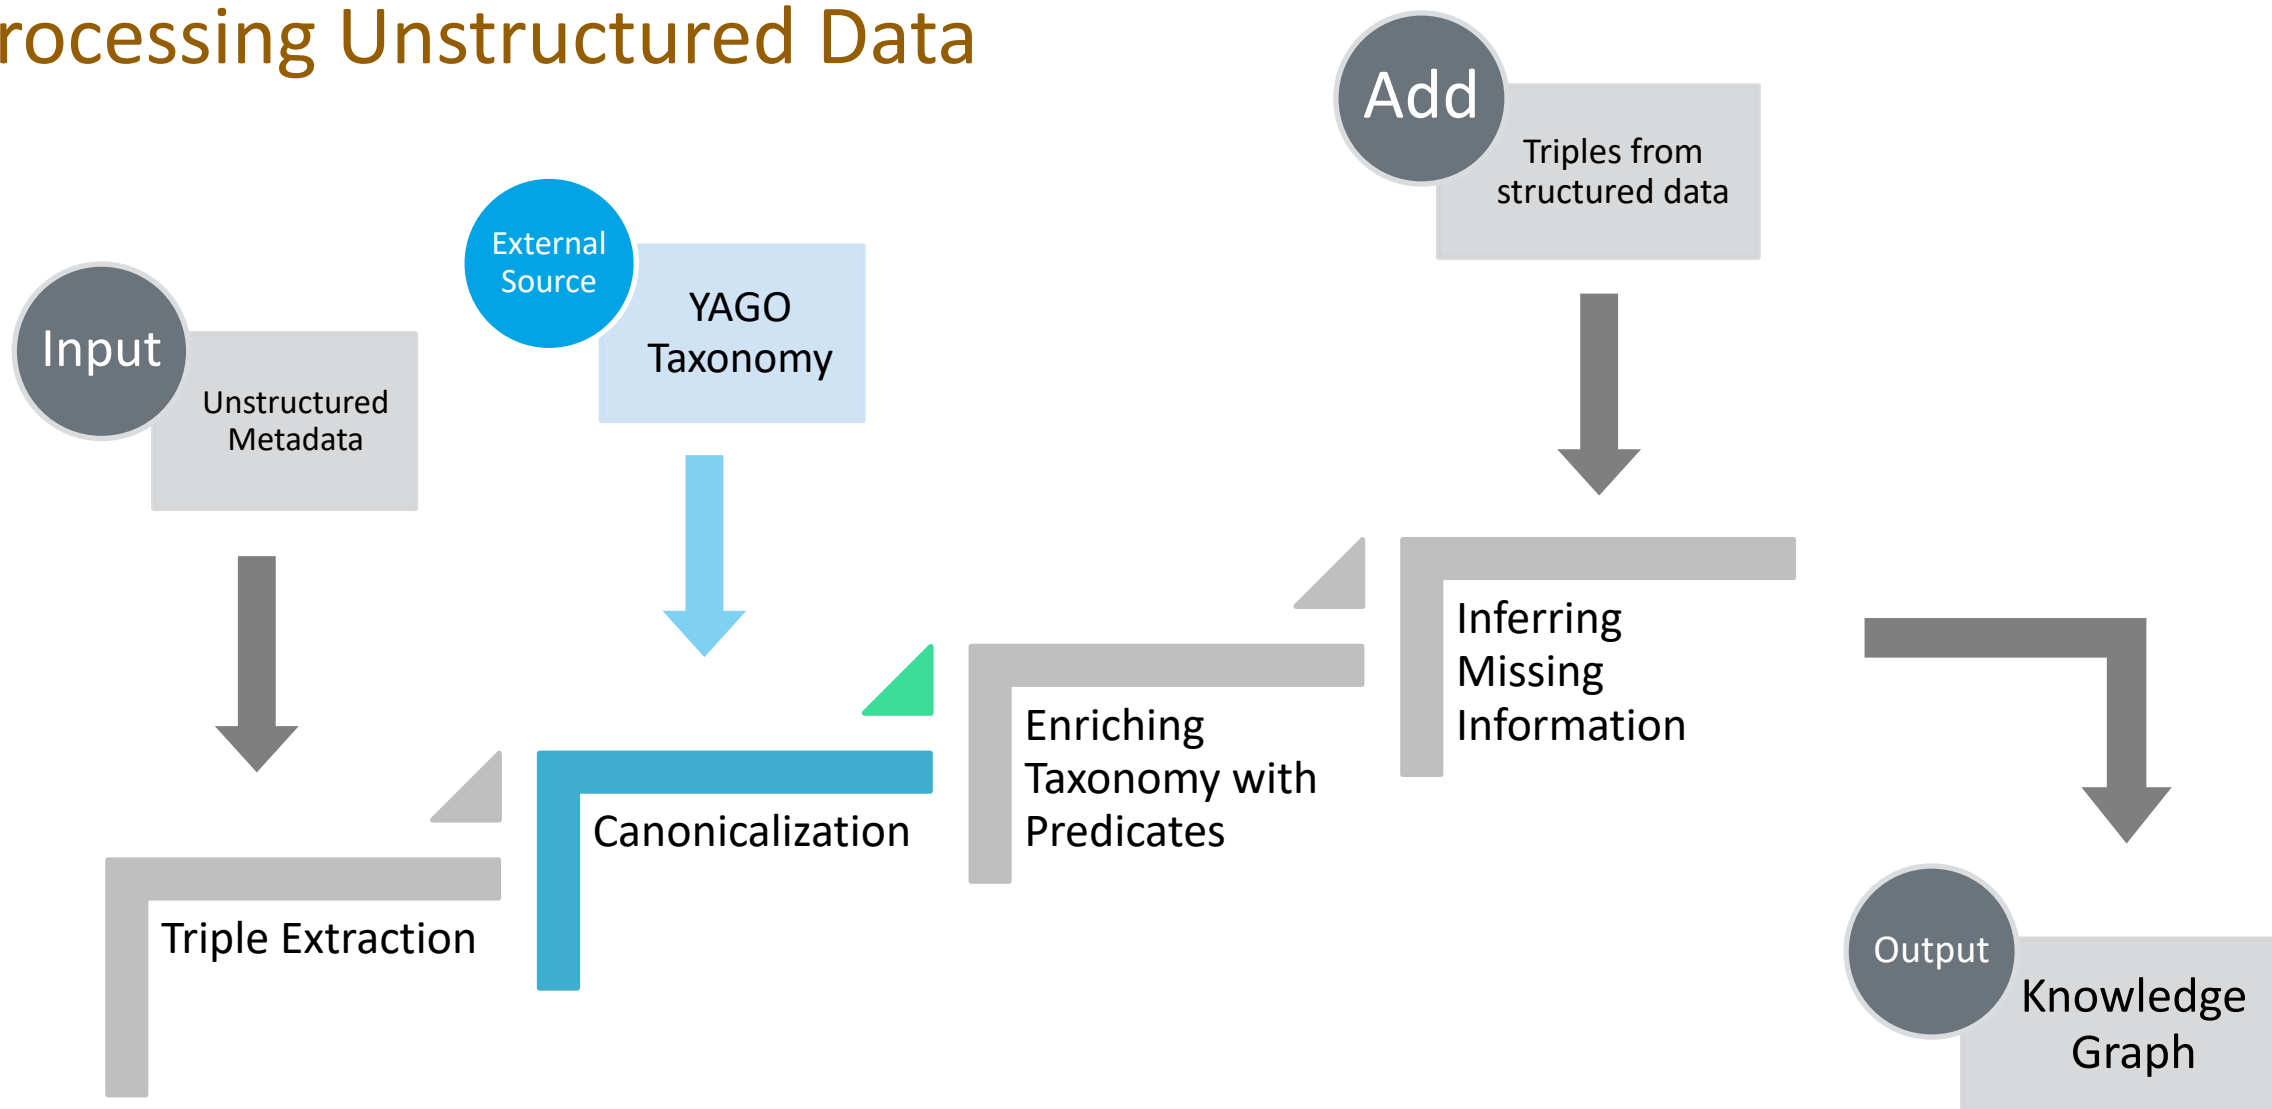 rocessing Unstructured Data
Add
Triples from
structured data
External
Source
YAGO
Taxonomy
Input
Unstructured
Metadata
Inferring
Missing
Information
Enriching
Taxonomy with
Predicates
Canonicalization
Triple Extraction
Output
Knowledge
Graph